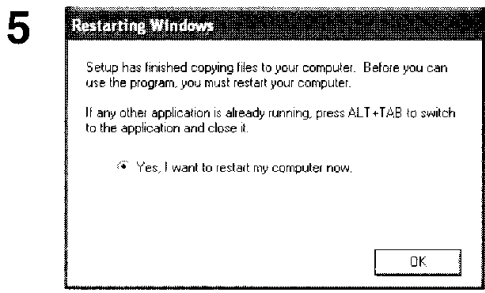 5
Restarting Windows
Setup has finished copying files to your computer. Before you can
use the program, you must restart your computer.
If any other application is already running, press ALT+TAB to switch
to the application and close it.
Yes, I want to restart my computer now.
OK